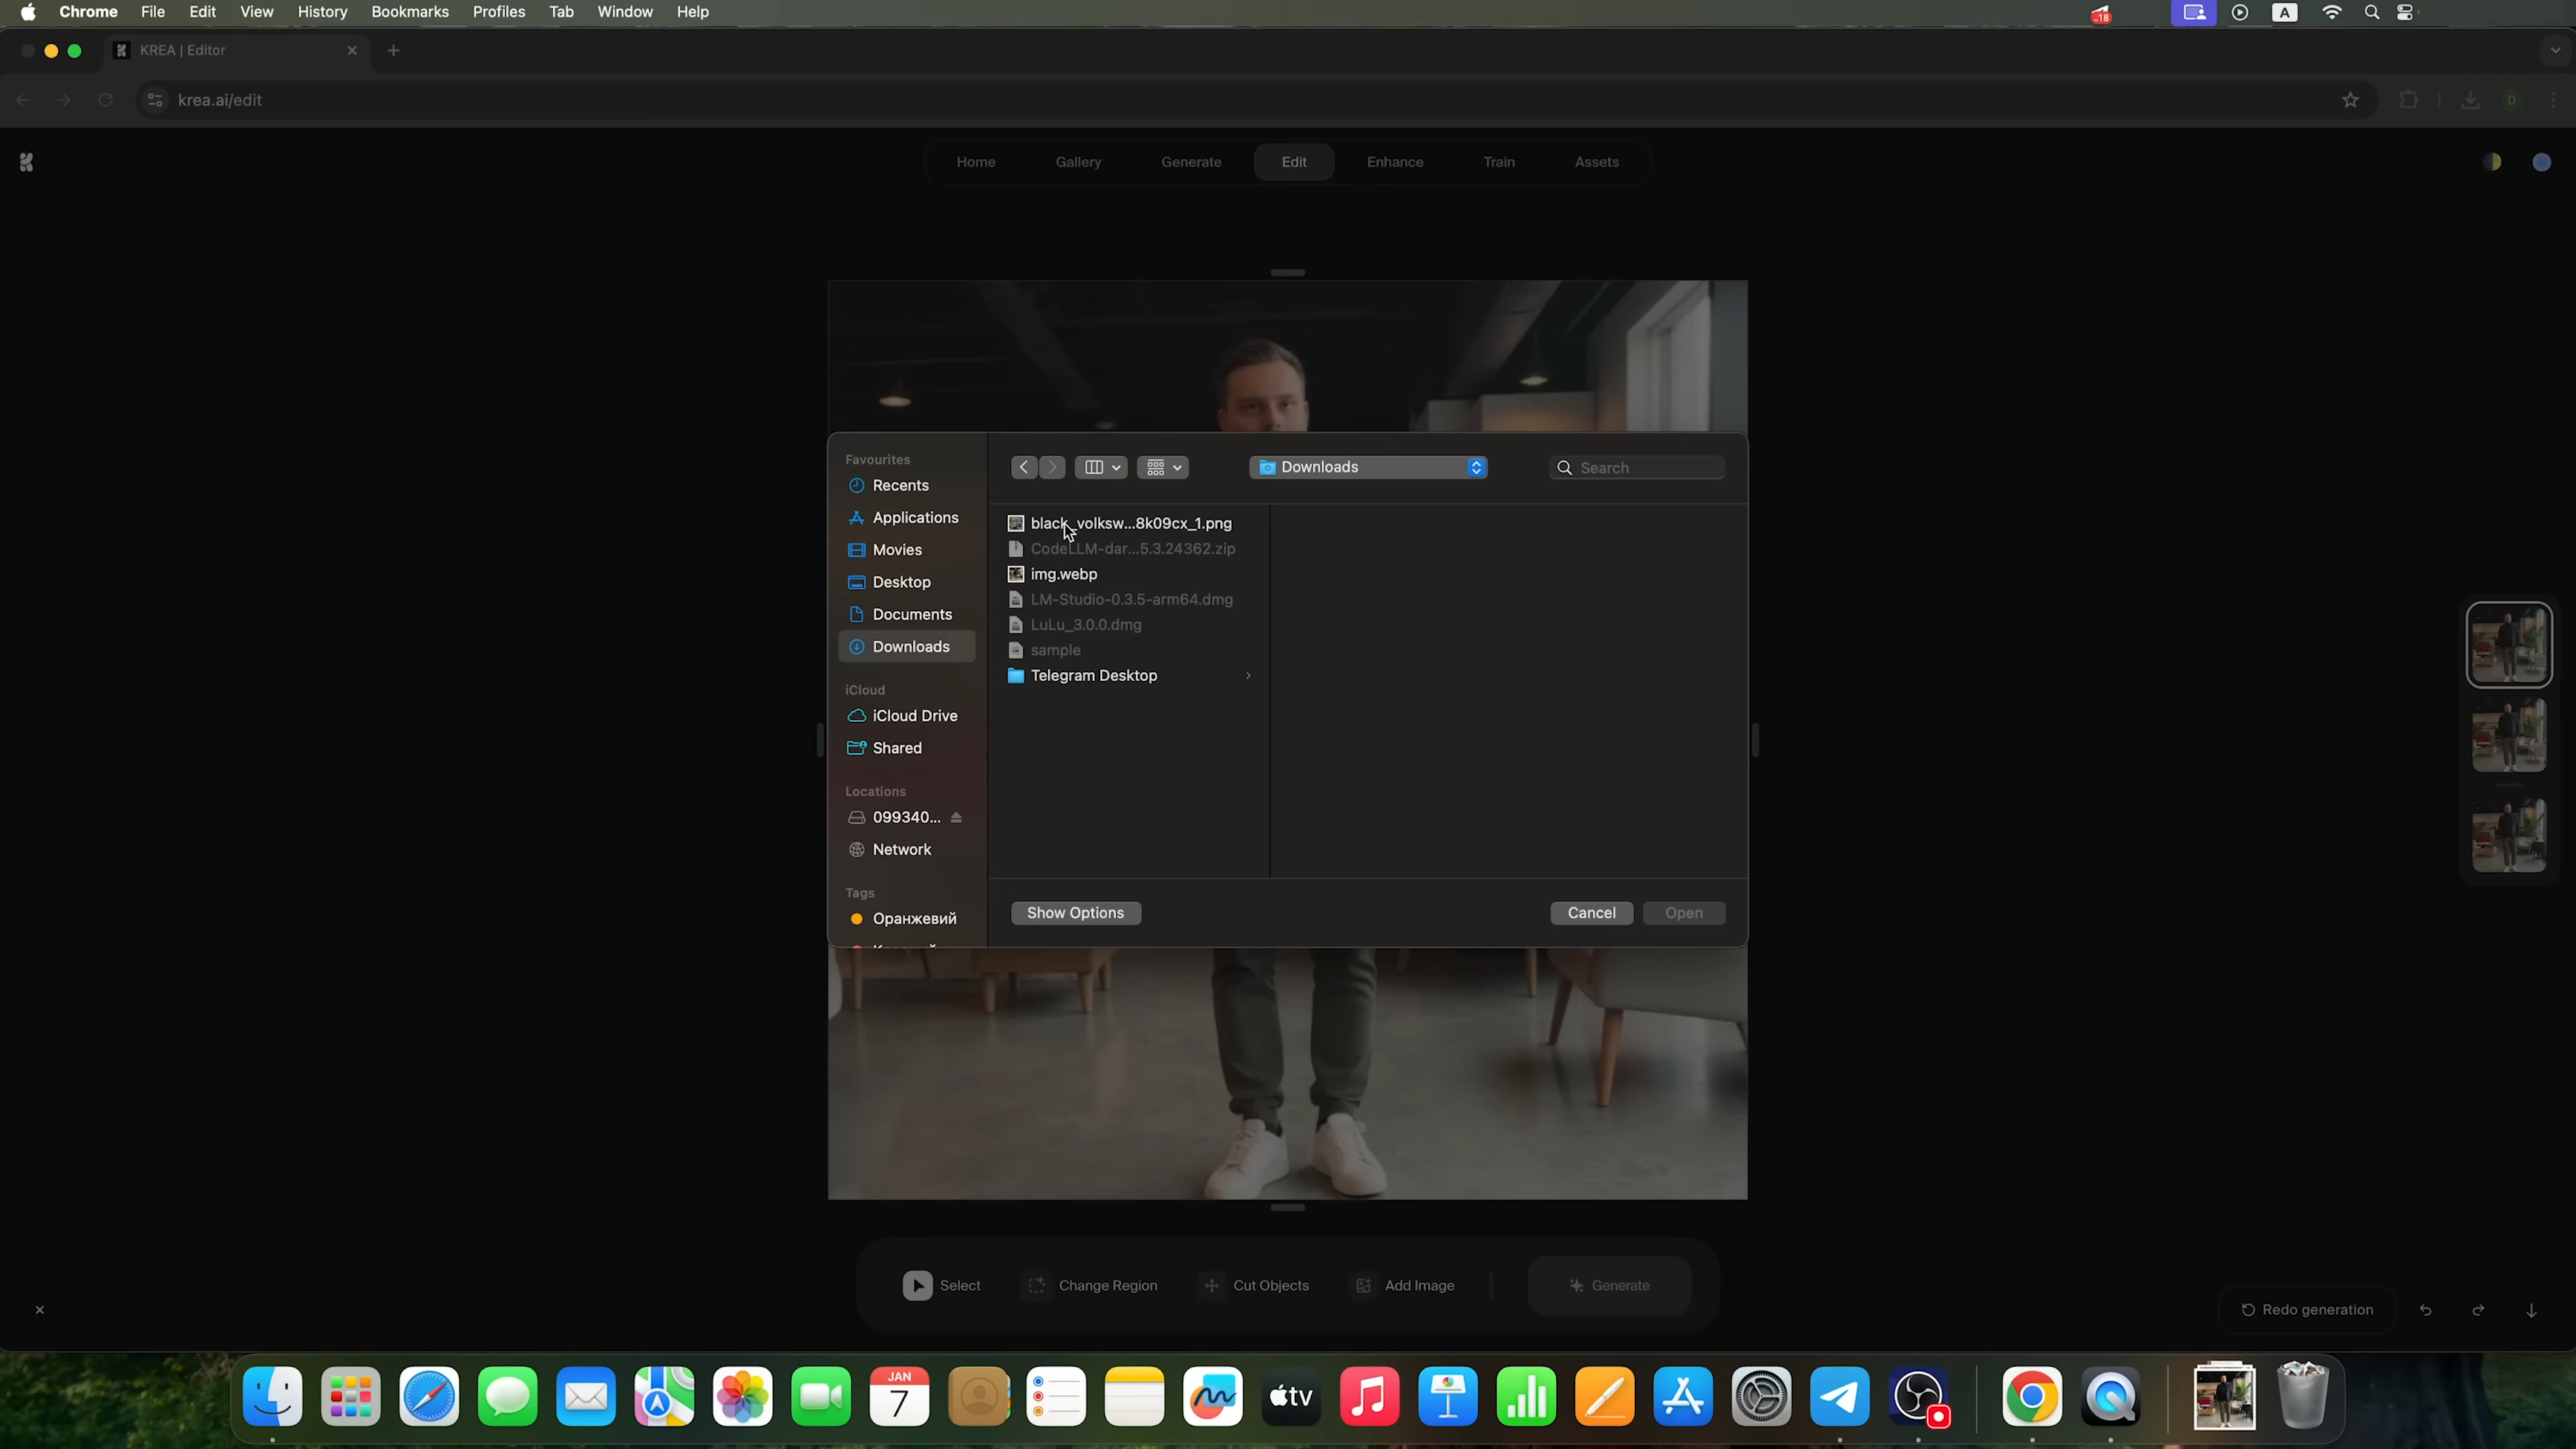 Chrome File Edit View History Bookmarks Profiles Tab Window Help
18
A
KREA | Editor
krea.ai/edit
D
Home Gallery Generate Edit Enhance Train Assets
Favourites
Recents
Applications
Movies
Desktop
Documents
Downloads
iCloud
iCloud Drive
Shared
Locations
099340...
Network
Tags
Оранжевий
Downloads
Search
black_volksw...8k09cx_1.png
CodeLLM-dar...5.3.24362.zip
img.webp
LM-Studio-0.3.5-arm64.dmg
LuLu_3.0.0.dmg
sample
Telegram Desktop
Show Options
Cancel
Open
Select Change Region Cut Objects Add Image Generate
Redo generation
JAN
7
tv